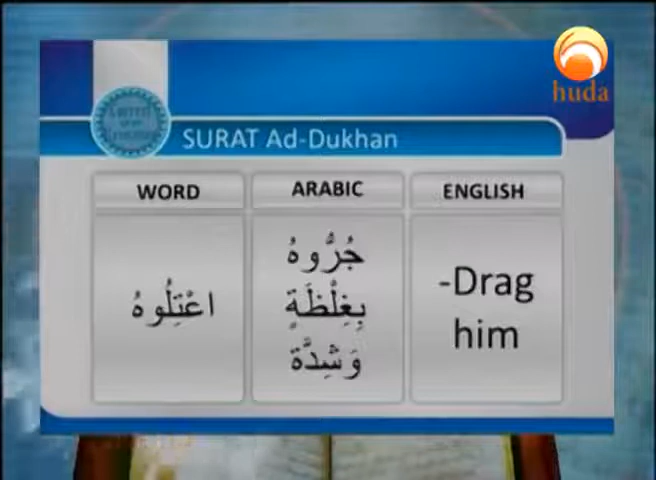 huda
SURAT Ad-Dukhan
WORD
ARABIC
ENGLISH
اعْتِلُوهُ
جُرُّوهُ
بِغِلْظَةٍ
وَشِدَّة
-Drag
him